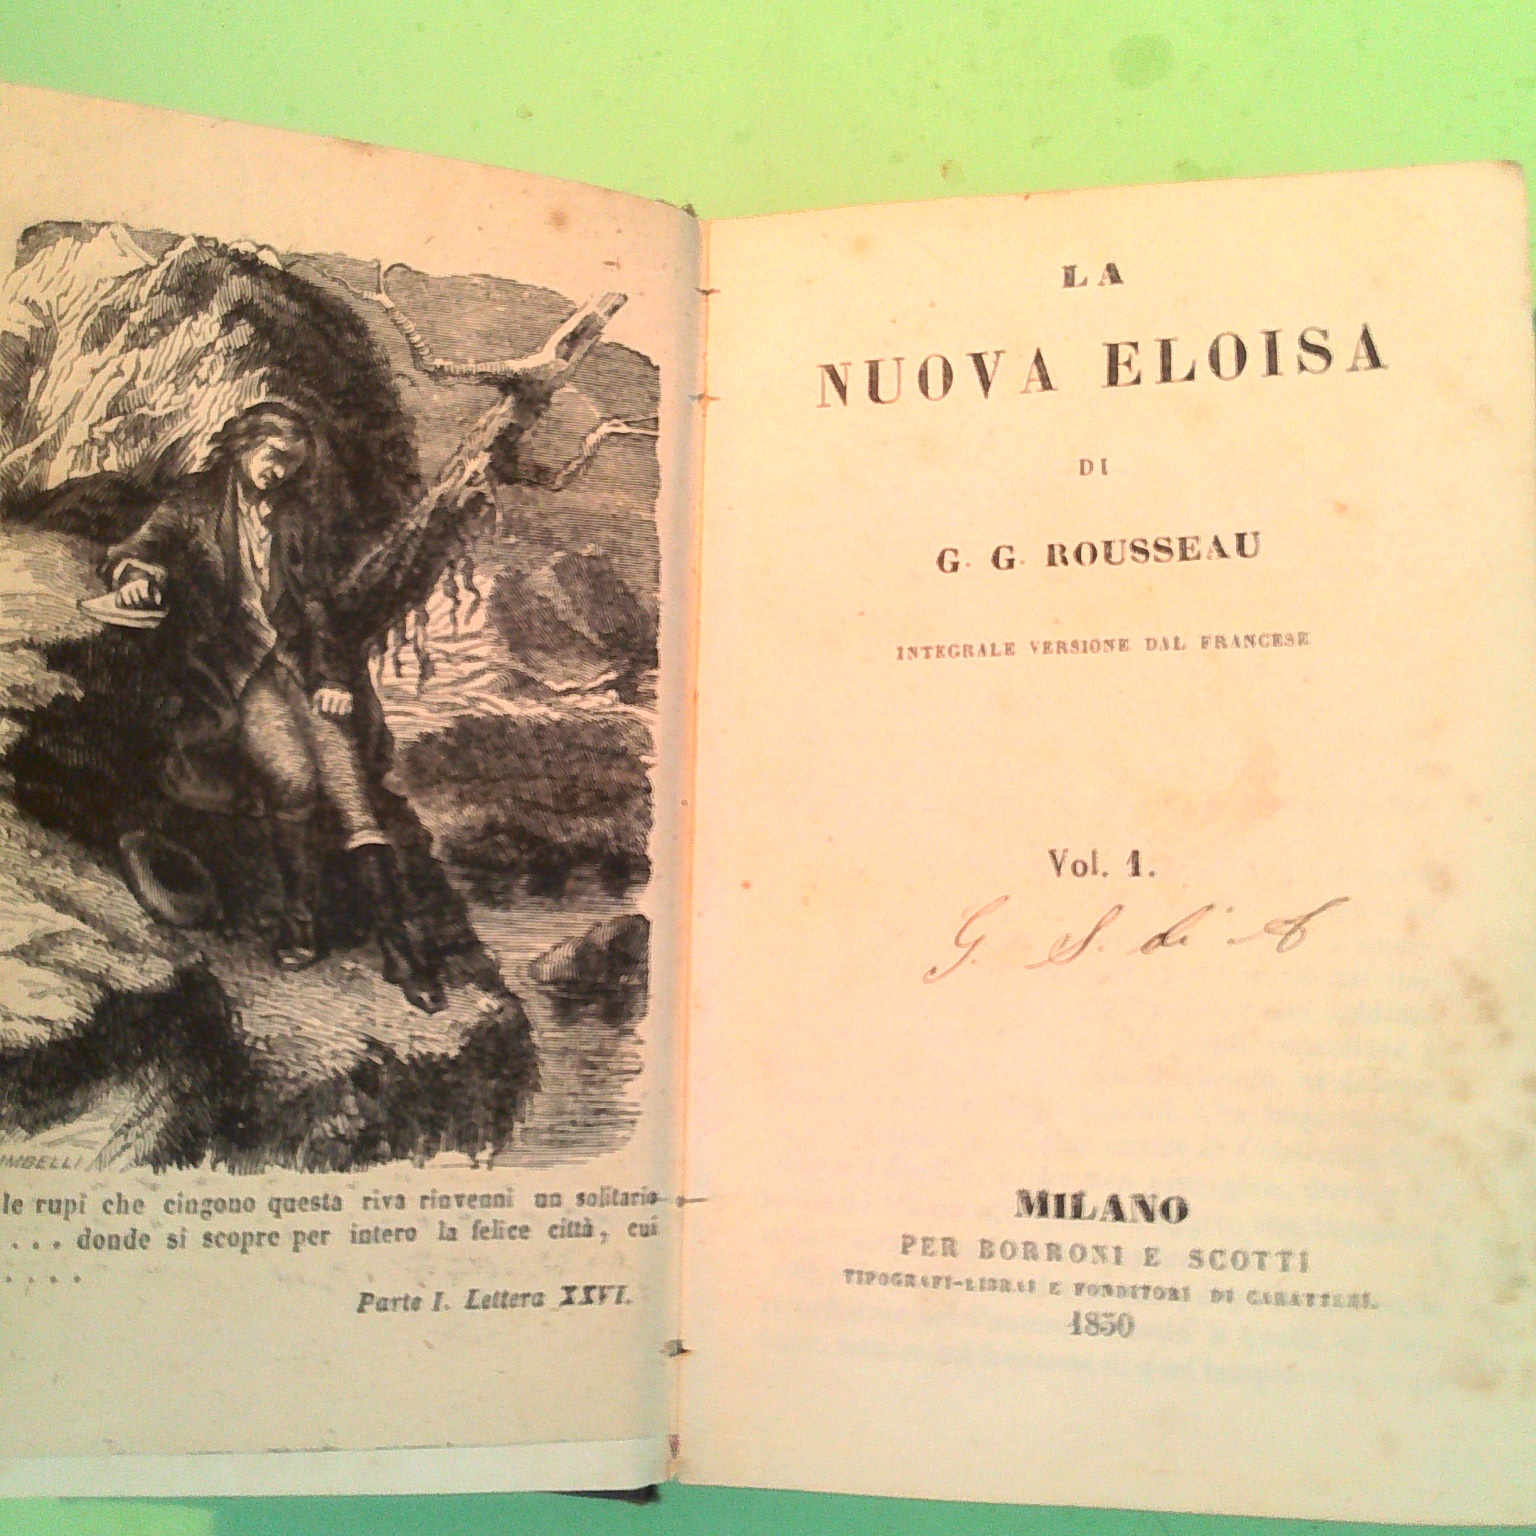 IMBELLI
le rupi che cingono questa riva rinvenni un solitario
. . . donde si scopre per intero la felice città, cui
. . . .
Parte I. Lettera XXVI.
LA
NUOVA ELOISA
DI
G. G. ROUSSEAU
INTEGRALE VERSIONE DAL FRANCESE
Vol. 1.
G. S. di A
MILANO
PER BORRONI E SCOTTI
TIPOGRAFI-LIBRAI E FONDITORI DI CARATTERI.
1850